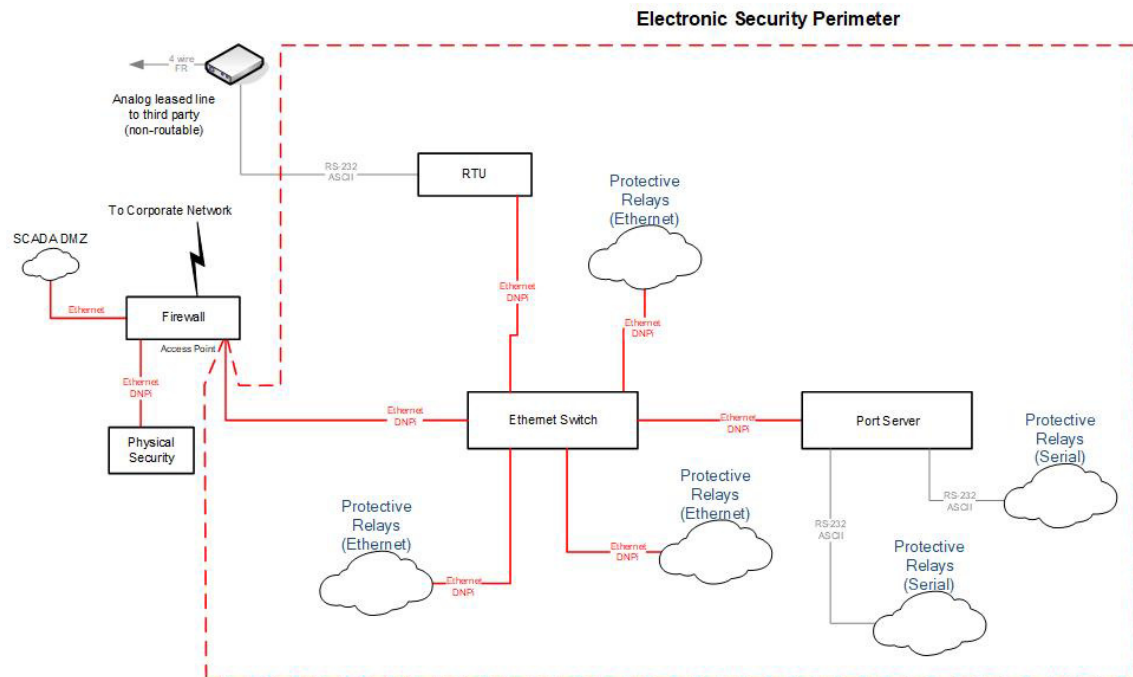 Electronic Security Perimeter
4 wire
FR
Analog leased line
to third party
(non-routable)
RS-232
ASCII
RTU
Protective
Relays
(Ethernet)
To Corporate Network
SCADA DMZ
Ethernet
Firewall
Access Point
Ethernet
DNPi
Ethernet
DNPi
Ethernet
DNPi
Ethernet
DNPi
Physical
Security
Ethernet
DNPi
Ethernet Switch
Ethernet
DNPi
Port Server
Protective
Relays
(Serial)
RS-232
ASCII
Protective
Relays
(Ethernet)
Protective
Relays
(Ethernet)
RS-232
ASCII
Ethernet
DNPi
Ethernet
DNPi
Protective
Relays
(Serial)